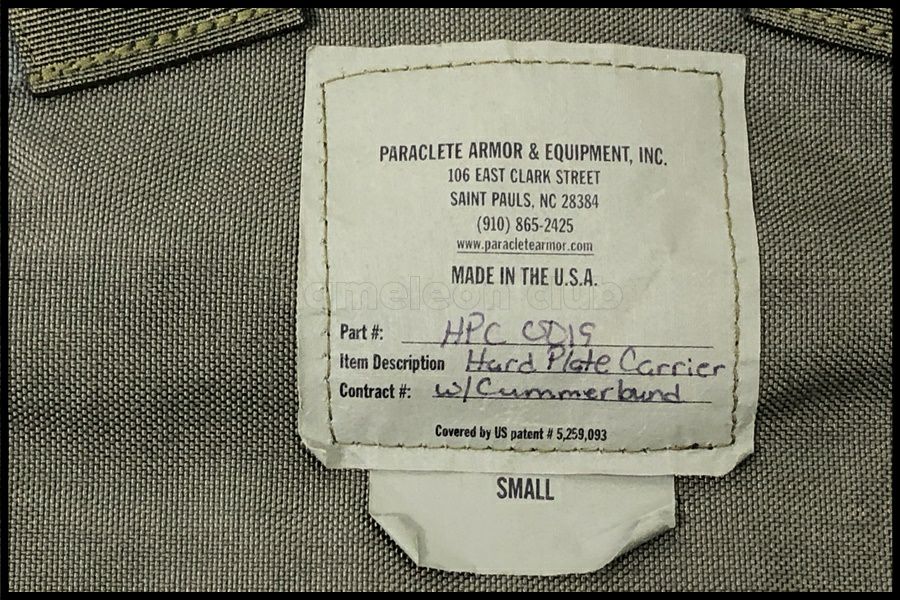 PARACLETE ARMOR & EQUIPMENT, INC.
106 EAST CLARK STREET
SAINT PAULS, NC 28384
(910) 865-2425
www.paracletearmor.com
MADE IN THE U.S.A.
ameleon club
Part #: HPC
Item Description Hard Plate Carrier
Contract #: w/Cummerbund
Covered by US patent # 5,259,093
SMALL